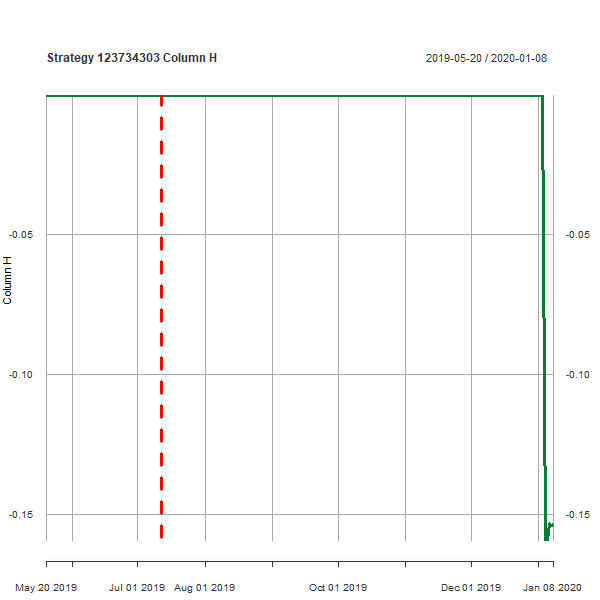 Strategy 123734303 Column H
2019-05-20 / 2020-01-08
-0.05
-0.05
Column H
-0.10
-0.10
-0.15
-0.15
May 20 2019
Jul 01 2019
Aug 01 2019
Oct 01 2019
Dec 01 2019
Jan 08 2020